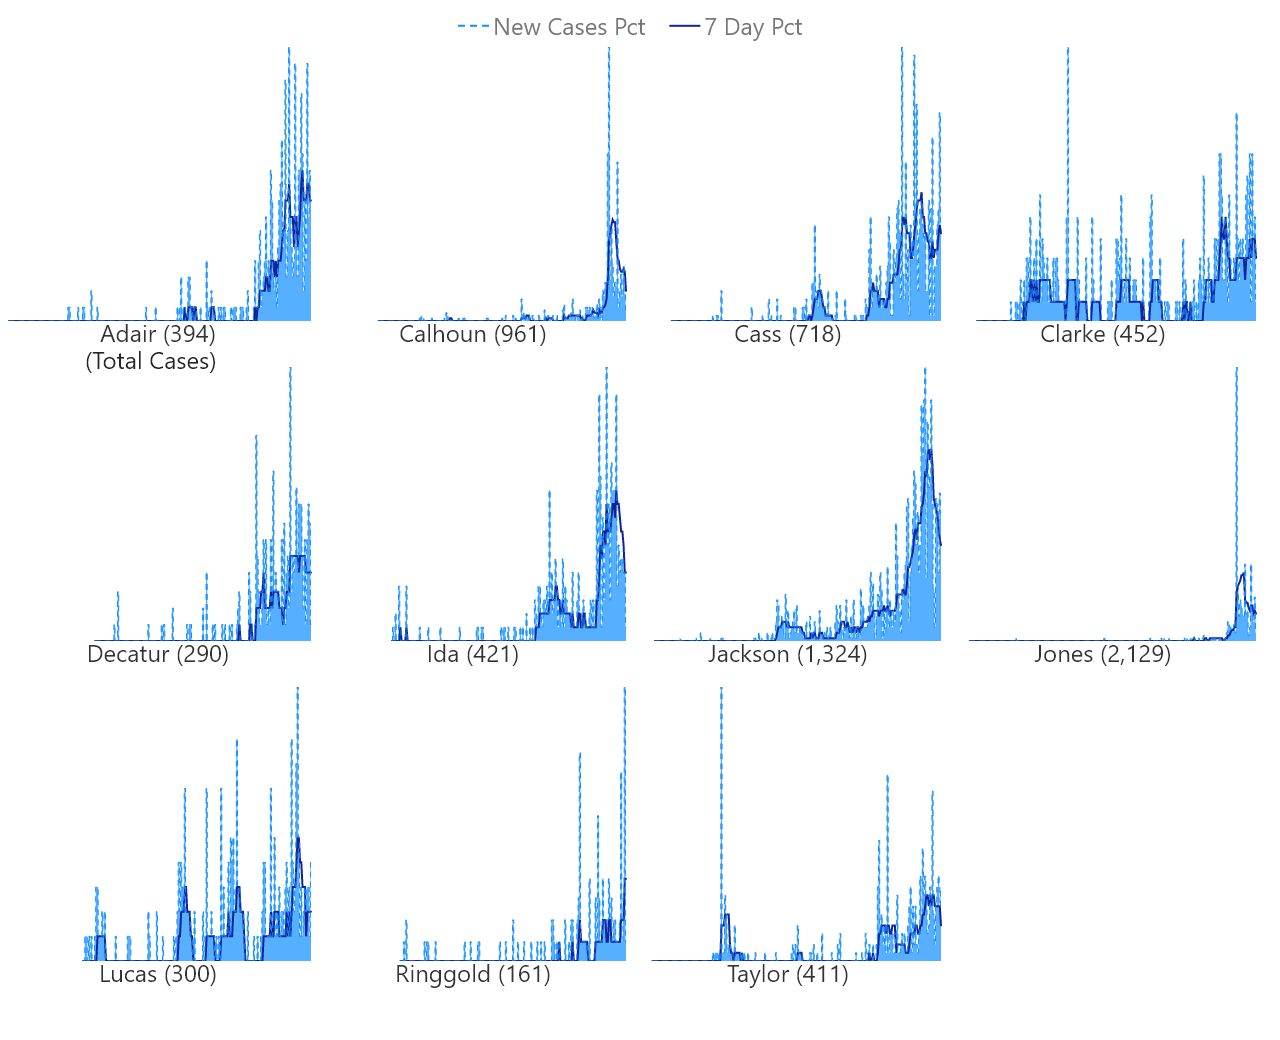 New Cases Pct 7 Day Pct
Adair (394) Calhoun (961) Cass (718) Clarke (452)
(Total Cases)
Decatur (290) Ida (421) Jackson (1,324) Jones (2,129)
Lucas (300) Ringgold (161) Taylor (411)